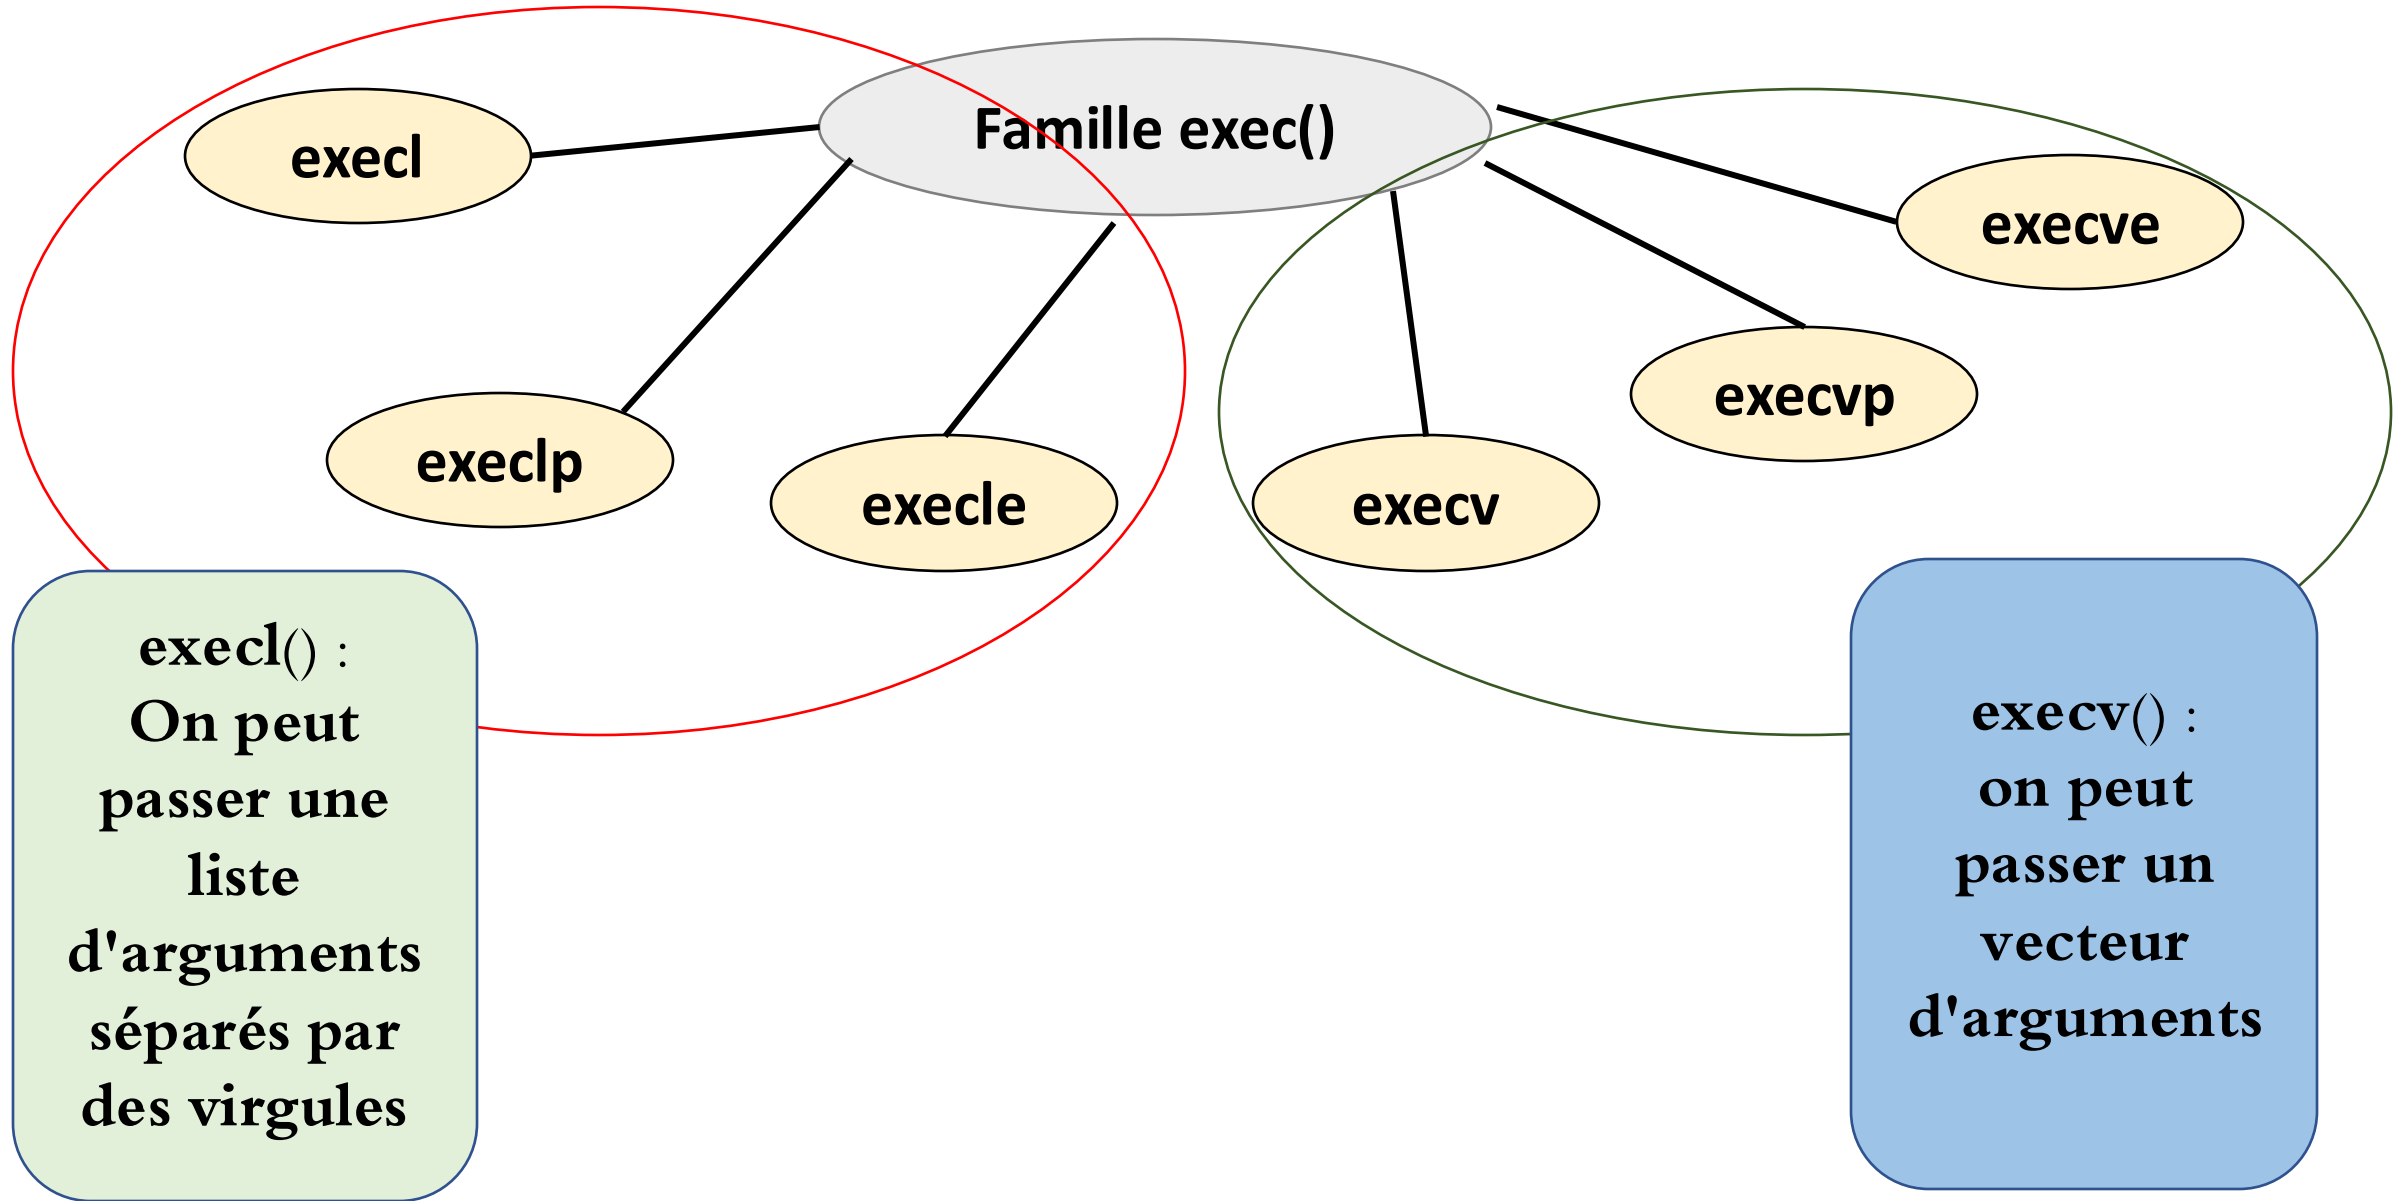 Famille exec()
execl
execve
execvp
execlp
execle
execv
execl() :
On peut
passer une
liste
d'arguments
séparés par
des virgules
execv() :
on peut
passer un
vecteur
d'arguments